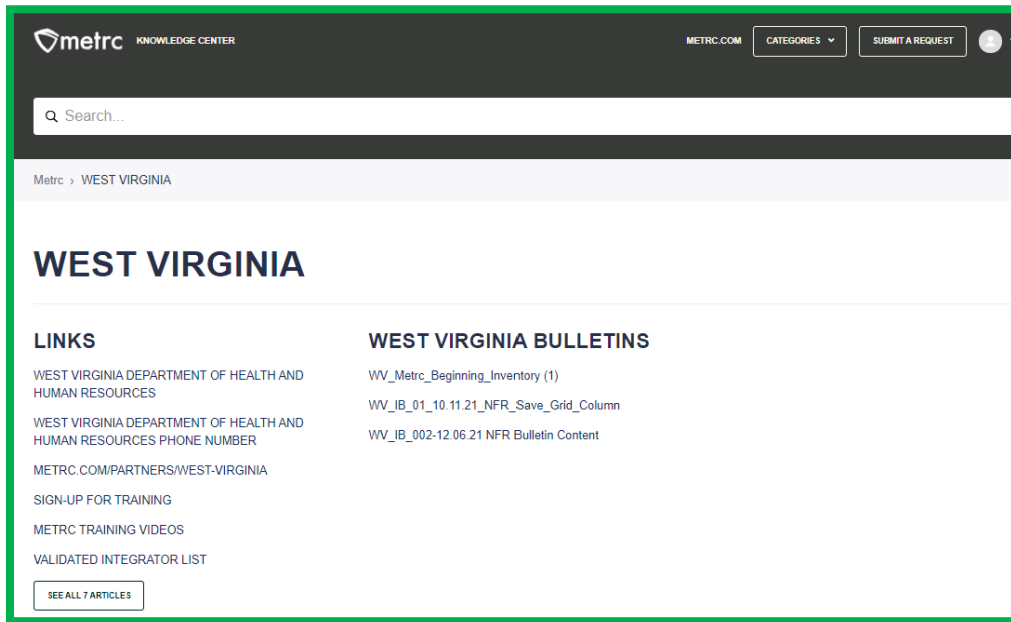 metrc KNOWLEDGE CENTER
METRC.COM
CATEGORIES
SUBMIT A REQUEST
Search...
Metrc › WEST VIRGINIA
WEST VIRGINIA
LINKS
WEST VIRGINIA DEPARTMENT OF HEALTH AND
HUMAN RESOURCES
WEST VIRGINIA DEPARTMENT OF HEALTH AND
HUMAN RESOURCES PHONE NUMBER
METRC.COM/PARTNERS/WEST-VIRGINIA
SIGN-UP FOR TRAINING
METRC TRAINING VIDEOS
VALIDATED INTEGRATOR LIST
SEE ALL 7 ARTICLES
WEST VIRGINIA BULLETINS
WV_Metrc_Beginning_Inventory (1)
WV_IB_01_10.11.21_NFR_Save_Grid_Column
WV_IB_002-12.06.21 NFR Bulletin Content